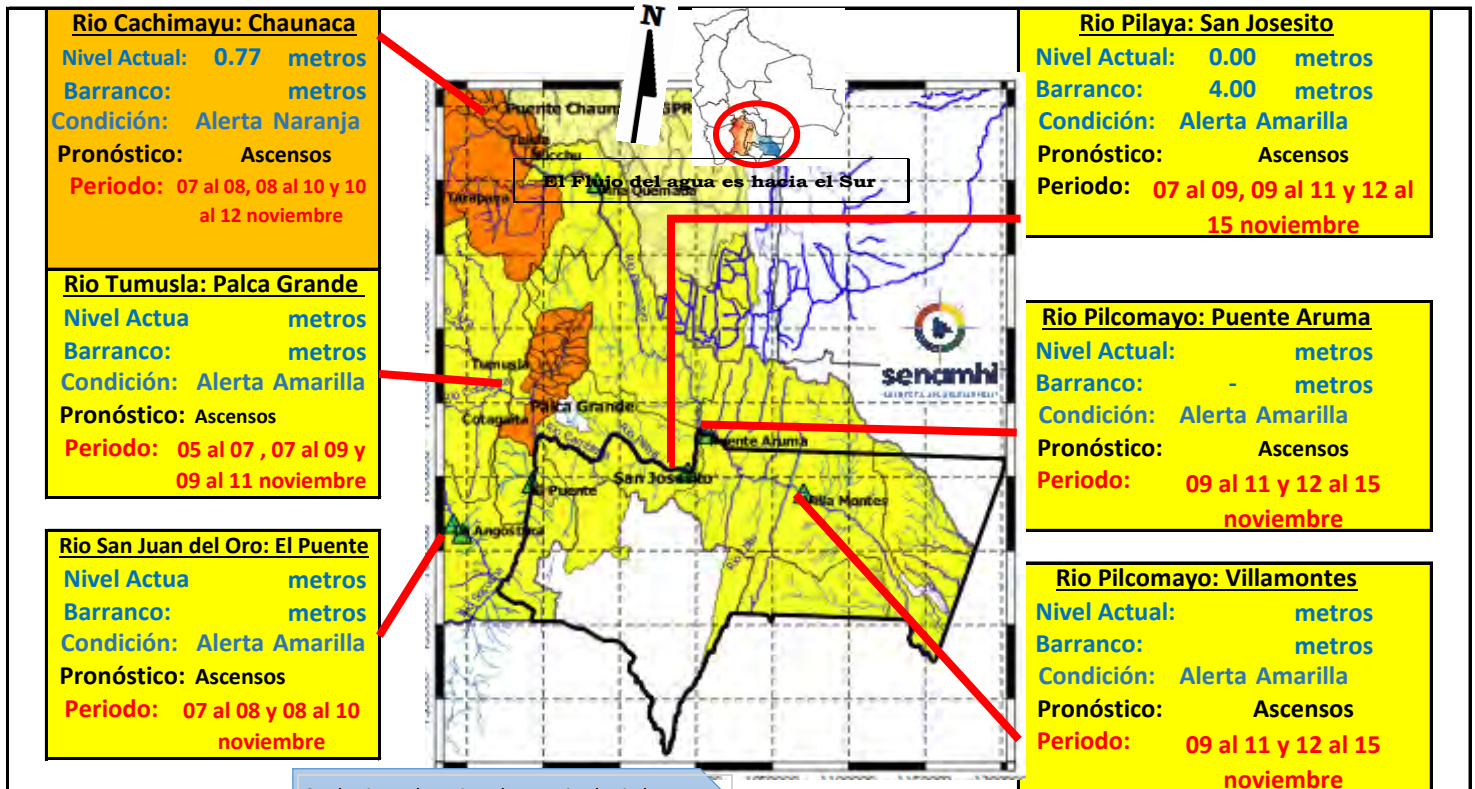 Rio Cachimayu: Chaunaca
Nivel Actual: 0.77 metros
Barranco: metros
Condición: Alerta Naranja
Pronóstico: Ascensos
Periodo: 07 al 08, 08 al 10 y 10
al 12 noviembre
Rio Tumusla: Palca Grande
Nivel Actua metros
Barranco: metros
Condición: Alerta Amarilla
Pronóstico: Ascensos
Periodo: 05 al 07 , 07 al 09 y
09 al 11 noviembre
Rio San Juan del Oro: El Puente
Nivel Actua metros
Barranco: metros
Condición: Alerta Amarilla
Pronóstico: Ascensos
Periodo: 07 al 08 y 08 al 10
noviembre
N
Puente Chaun
El Flujo del agua es hacia el Sur
Tarapaya
Tumusla
Palca Grande
Cotagaita
Puente Aruma
San Josesito
El Puente
Villa Montes
Angostura
senamhi
Rio Pilaya: San Josesito
Nivel Actual: 0.00 metros
Barranco: 4.00 metros
Condición: Alerta Amarilla
Pronóstico: Ascensos
Periodo: 07 al 09, 09 al 11 y 12 al
15 noviembre
Rio Pilcomayo: Puente Aruma
Nivel Actual: metros
Barranco: - metros
Condición: Alerta Amarilla
Pronóstico: Ascensos
Periodo: 09 al 11 y 12 al 15
noviembre
Rio Pilcomayo: Villamontes
Nivel Actual: metros
Barranco: metros
Condición: Alerta Amarilla
Pronóstico: Ascensos
Periodo: 09 al 11 y 12 al 15
noviembre